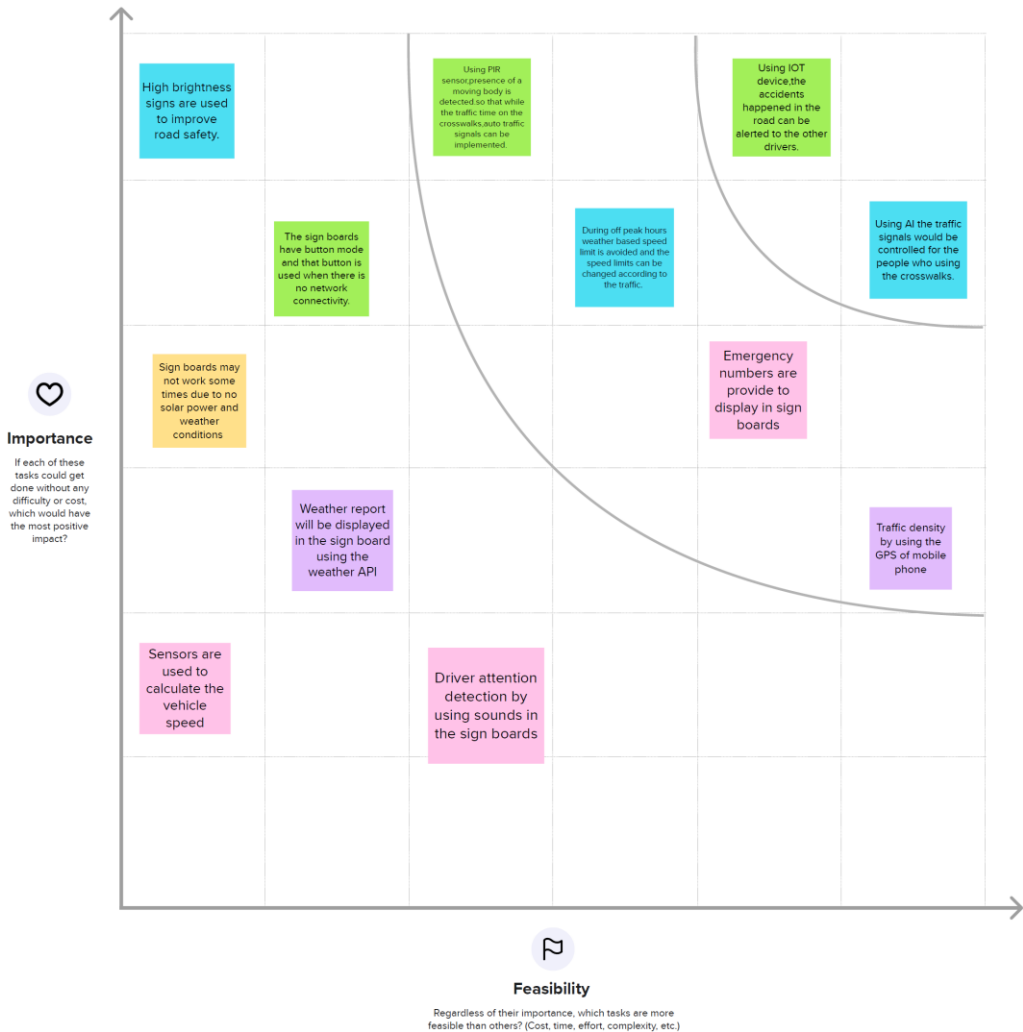 High brightness
signs are used
to improve
road safety.
Using PIR
sensor,presence of a
moving body is
detected.so that while
the traffic time on the
crosswalks,auto traffic
signals can be
implemented.
Using IOT
device,the
accidents
happened in the
road can be
alerted to the other
drivers.
The sign boards
have button mode
and that button is
used when there is
no network
connectivity.
During off peak hours
weather based speed
limit is avoided and the
speed limits can be
changed according to
the traffic.
Using AI the traffic
signals would be
controlled for the
people who using
the crosswalks.
Sign boards may
not work some
times due to no
solar power and
weather
conditions
Emergency
numbers are
provide to
display in sign
boards
Importance
If each of these
tasks could get
done without any
difficulty or cost,
which would have
the most positive
impact?
Weather report
will be displayed
in the sign board
using the
weather API
Traffic density
by using the
GPS of mobile
phone
Sensors are
used to
calculate the
vehicle
speed
Driver attention
detection by
using sounds in
the sign boards
Feasibility
Regardless of their importance, which tasks are more
feasible than others? (Cost, time, effort, complexity, etc.)